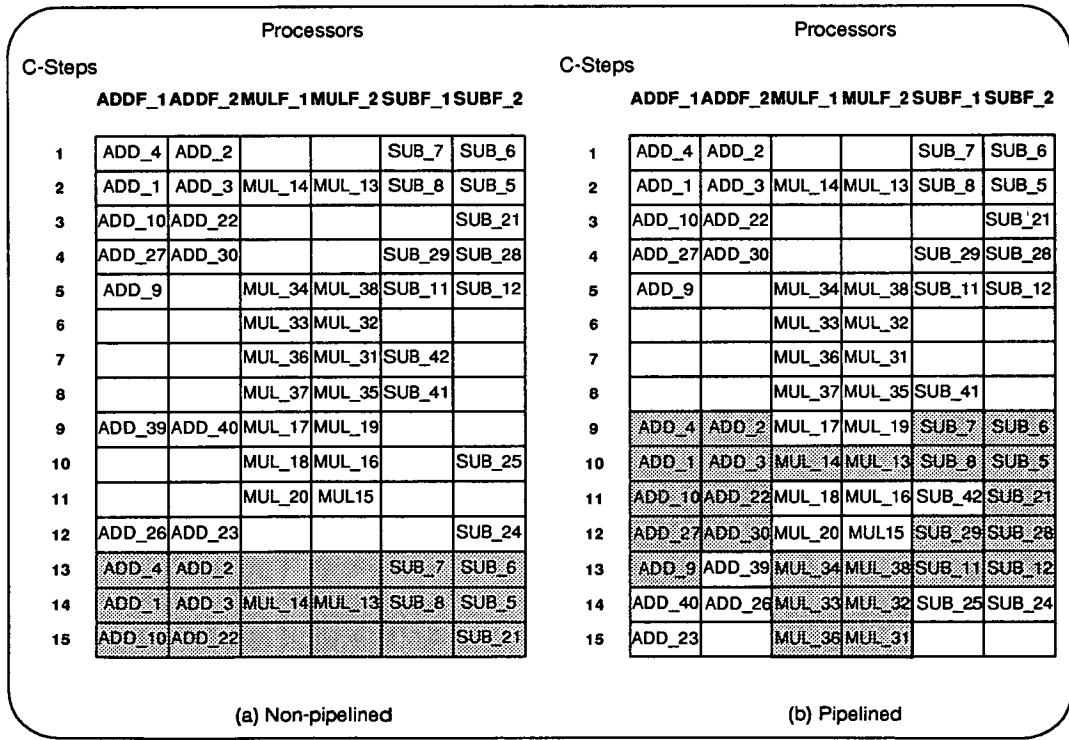 Processors Processors
C-Steps C-Steps
ADDF_1 ADDF_2 MULF_1 MULF_2 SUBF_1 SUBF_2 ADDF_1 ADDF_2 MULF_1 MULF_2 SUBF_1 SUBF_2
1 ADD_4 ADD_2 SUB_7 SUB_6 1 ADD_4 ADD_2 SUB_7 SUB_6
2 ADD_1 ADD_3 MUL_14 MUL_13 SUB_8 SUB_5 2 ADD_1 ADD_3 MUL_14 MUL_13 SUB_8 SUB_5
3 ADD_10 ADD_22 SUB_21 3 ADD_10 ADD_22 SUB_21
4 ADD_27 ADD_30 SUB_29 SUB_28 4 ADD_27 ADD_30 SUB_29 SUB_28
5 ADD_9 MUL_34 MUL_38 SUB_11 SUB_12 5 ADD_9 MUL_34 MUL_38 SUB_11 SUB_12
6 MUL_33 MUL_32 6 MUL_33 MUL_32
7 MUL_36 MUL_31 SUB_42 7 MUL_36 MUL_31
8 MUL_37 MUL_35 SUB_41 8 MUL_37 MUL_35 SUB_41
9 ADD_39 ADD_40 MUL_17 MUL_19 9 ADD_4 ADD_2 MUL_17 MUL_19 SUB_7 SUB_6
10 MUL_18 MUL_16 SUB_25 10 ADD_1 ADD_3 MUL_14 MUL_13 SUB_8 SUB_5
11 MUL_20 MUL15 11 ADD_10 ADD_22 MUL_18 MUL_16 SUB_42 SUB_21
12 ADD_26 ADD_23 SUB_24 12 ADD_27 ADD_30 MUL_20 MUL15 SUB_29 SUB_28
13 ADD_4 ADD_2 SUB_7 SUB_6 13 ADD_9 ADD_39 MUL_34 MUL_38 SUB_11 SUB_12
14 ADD_1 ADD_3 MUL_14 MUL_13 SUB_8 SUB_5 14 ADD_40 ADD_26 MUL_33 MUL_32 SUB_25 SUB_24
15 ADD_10 ADD_22 SUB_21 15 ADD_23 MUL_36 MUL_31
(a) Non-pipelined (b) Pipelined